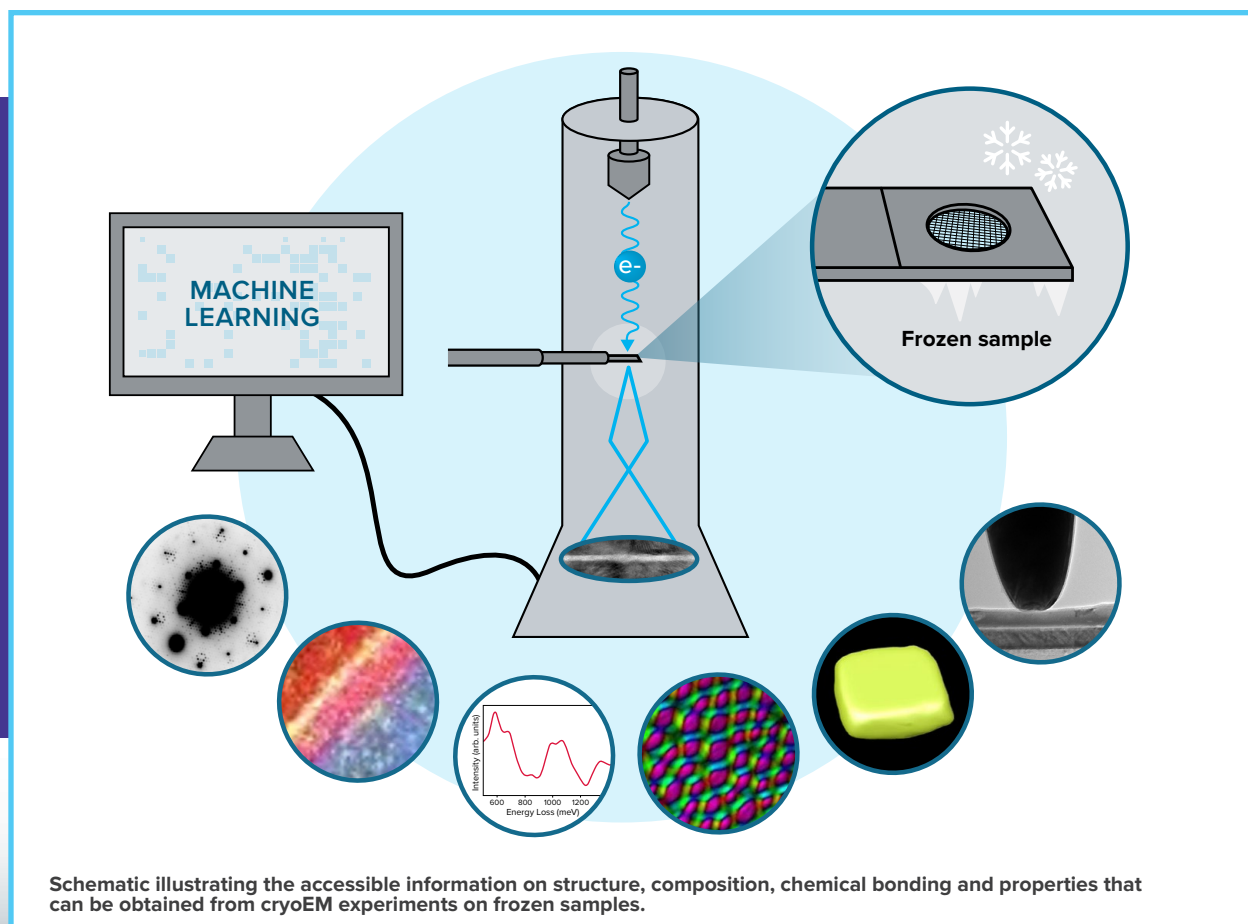 MACHINE
LEARNING
e-
Frozen sample
Intensity (arb. units)
600 800 1000 1200
Energy Loss (meV)
Schematic illustrating the accessible information on structure, composition, chemical bonding and properties that
can be obtained from cryoEM experiments on frozen samples.